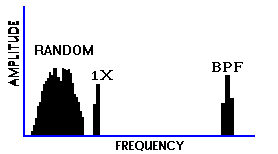 AMPLITUDE
RANDOM
1X
BPF
FREQUENCY